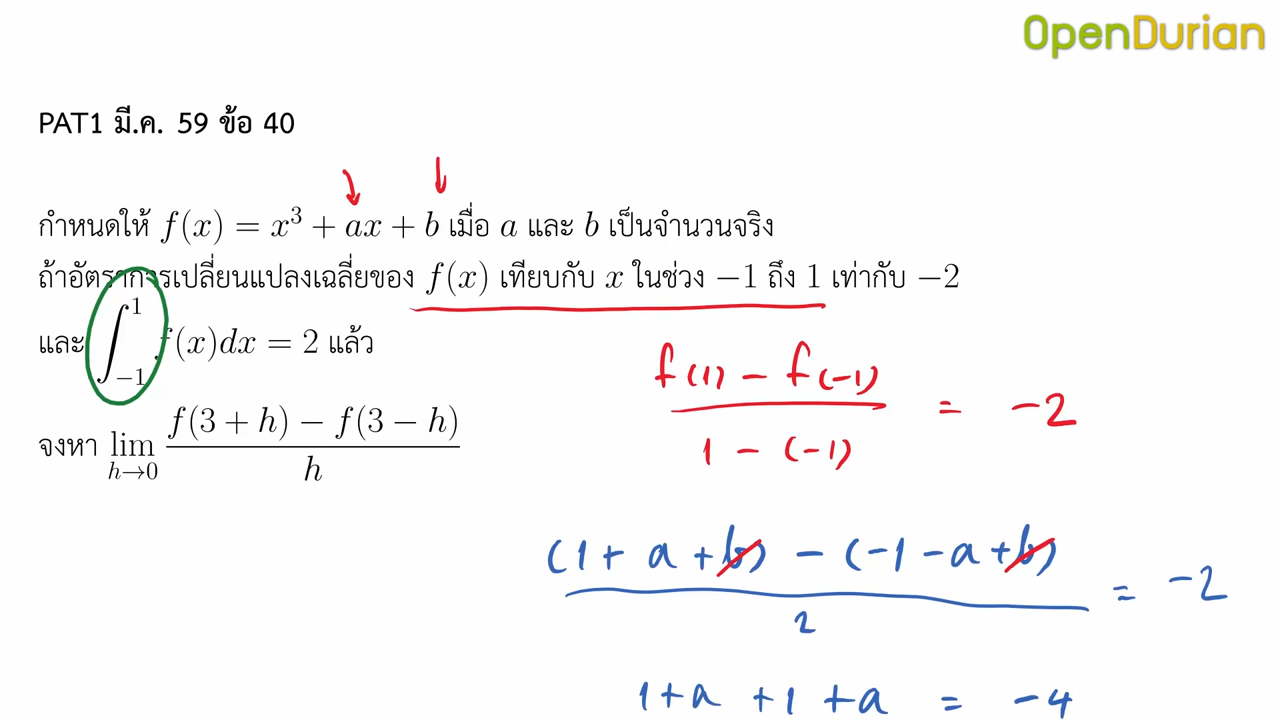 OpenDurian
PAT1 มี.ค. 59 ข้อ 40
กำหนดให้ f(x) = x³ + ax + b เมื่อ a และ b เป็นจำนวนจริง
ถ้าอัตราการเปลี่ยนแปลงเฉลี่ยของ f(x) เทียบกับ x ในช่วง −1 ถึง 1 เท่ากับ −2
และ ∫_{−1}^{1} f(x)dx = 2 แล้ว
จงหา lim_{h→0} (f(3 + h) − f(3 − h))/h
(f(1) − f(−1))/(1 − (−1)) = −2
((1 + a + b) − (−1 − a + b))/2 = −2
1 + a + 1 + a = −4